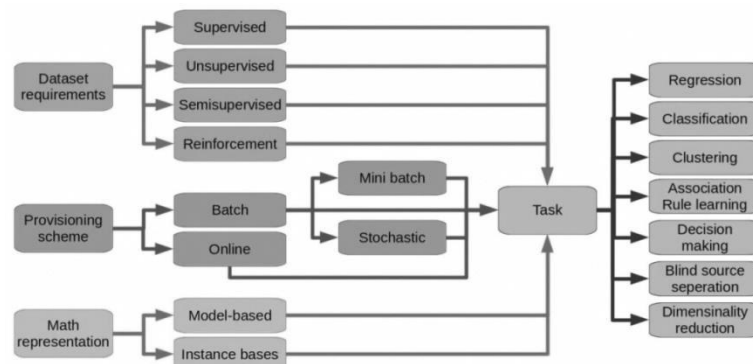 Supervised
Dataset
requirements
Unsupervised
Semisupervised
Reinforcement
Provisioning
scheme
Batch
Online
Mini batch
Stochastic
Math
representation
Model-based
Instance bases
Task
Regression
Classification
Clustering
Association
Rule learning
Decision
making
Blind source
seperation
Dimensinality
reduction